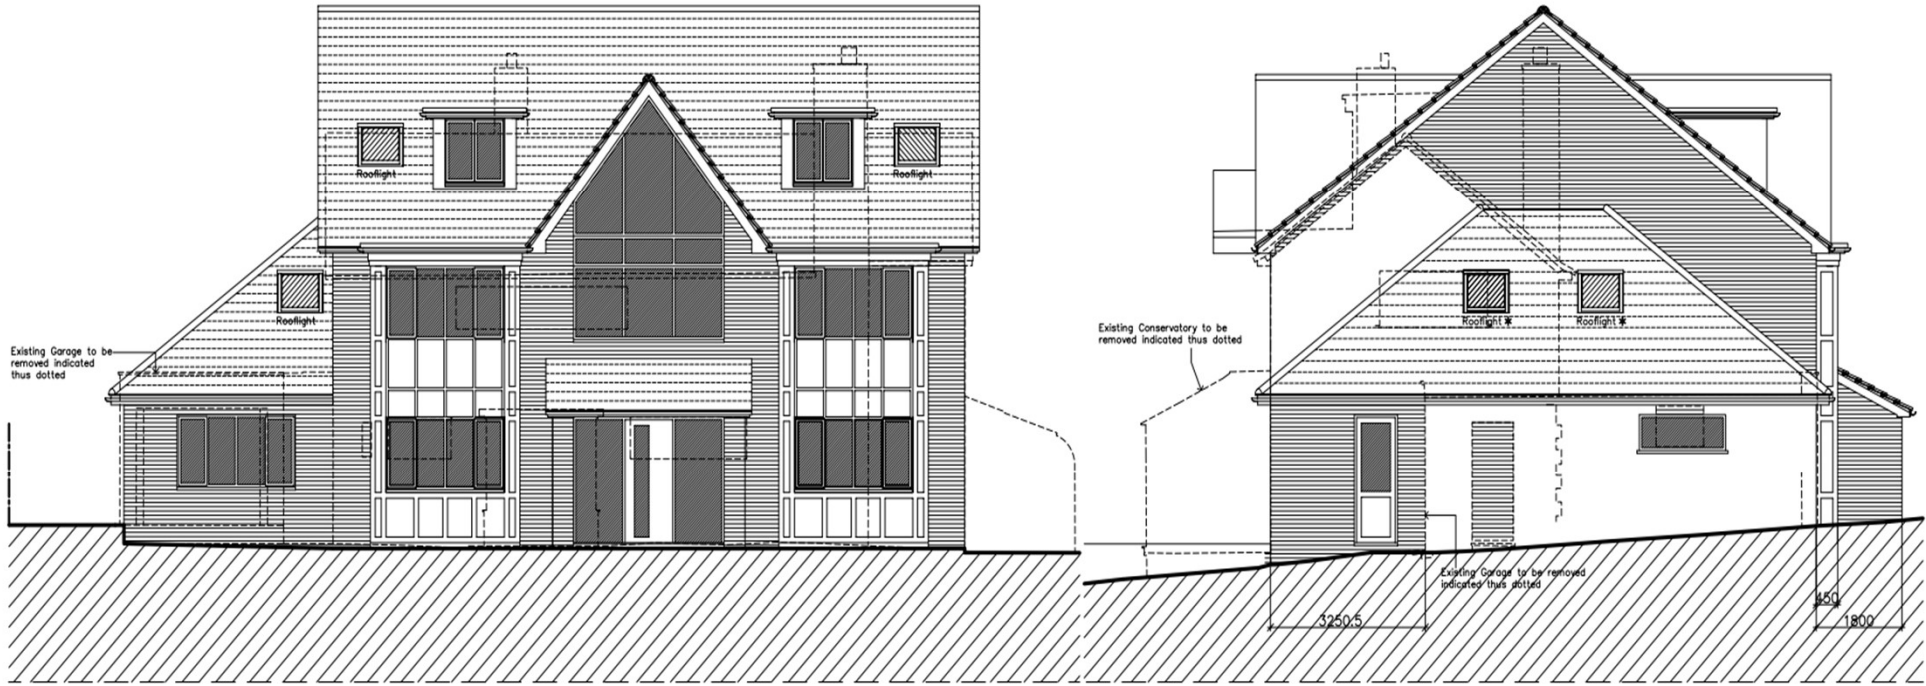 Rooflight
Rooflight
Rooflight
Existing Garage to be
removed indicated
thus dotted
Existing Conservatory to be
removed indicated thus dotted
Rooflight *
Rooflight *
Existing Garage to be removed
indicated thus dotted
3250.5
450
1800